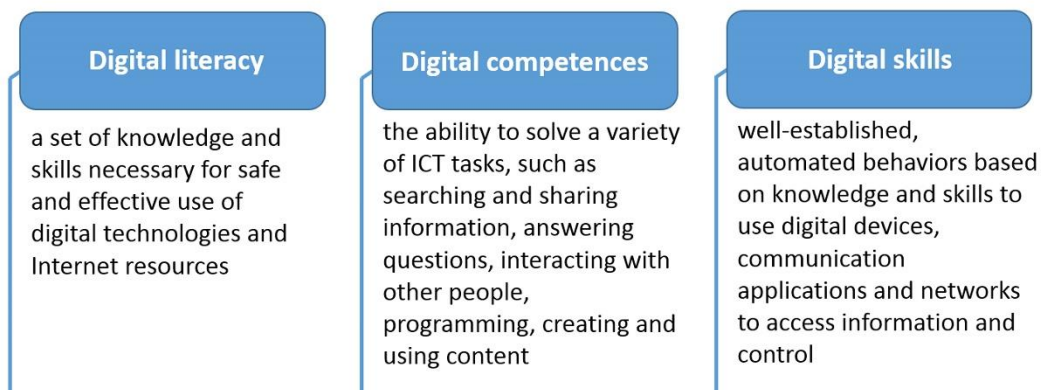 Digital literacy
a set of knowledge and
skills necessary for safe
and effective use of
digital technologies and
Internet resources
Digital competences
the ability to solve a variety
of ICT tasks, such as
searching and sharing
information, answering
questions, interacting with
other people,
programming, creating and
using content
Digital skills
well-established,
automated behaviors based
on knowledge and skills to
use digital devices,
communication
applications and networks
to access information and
control